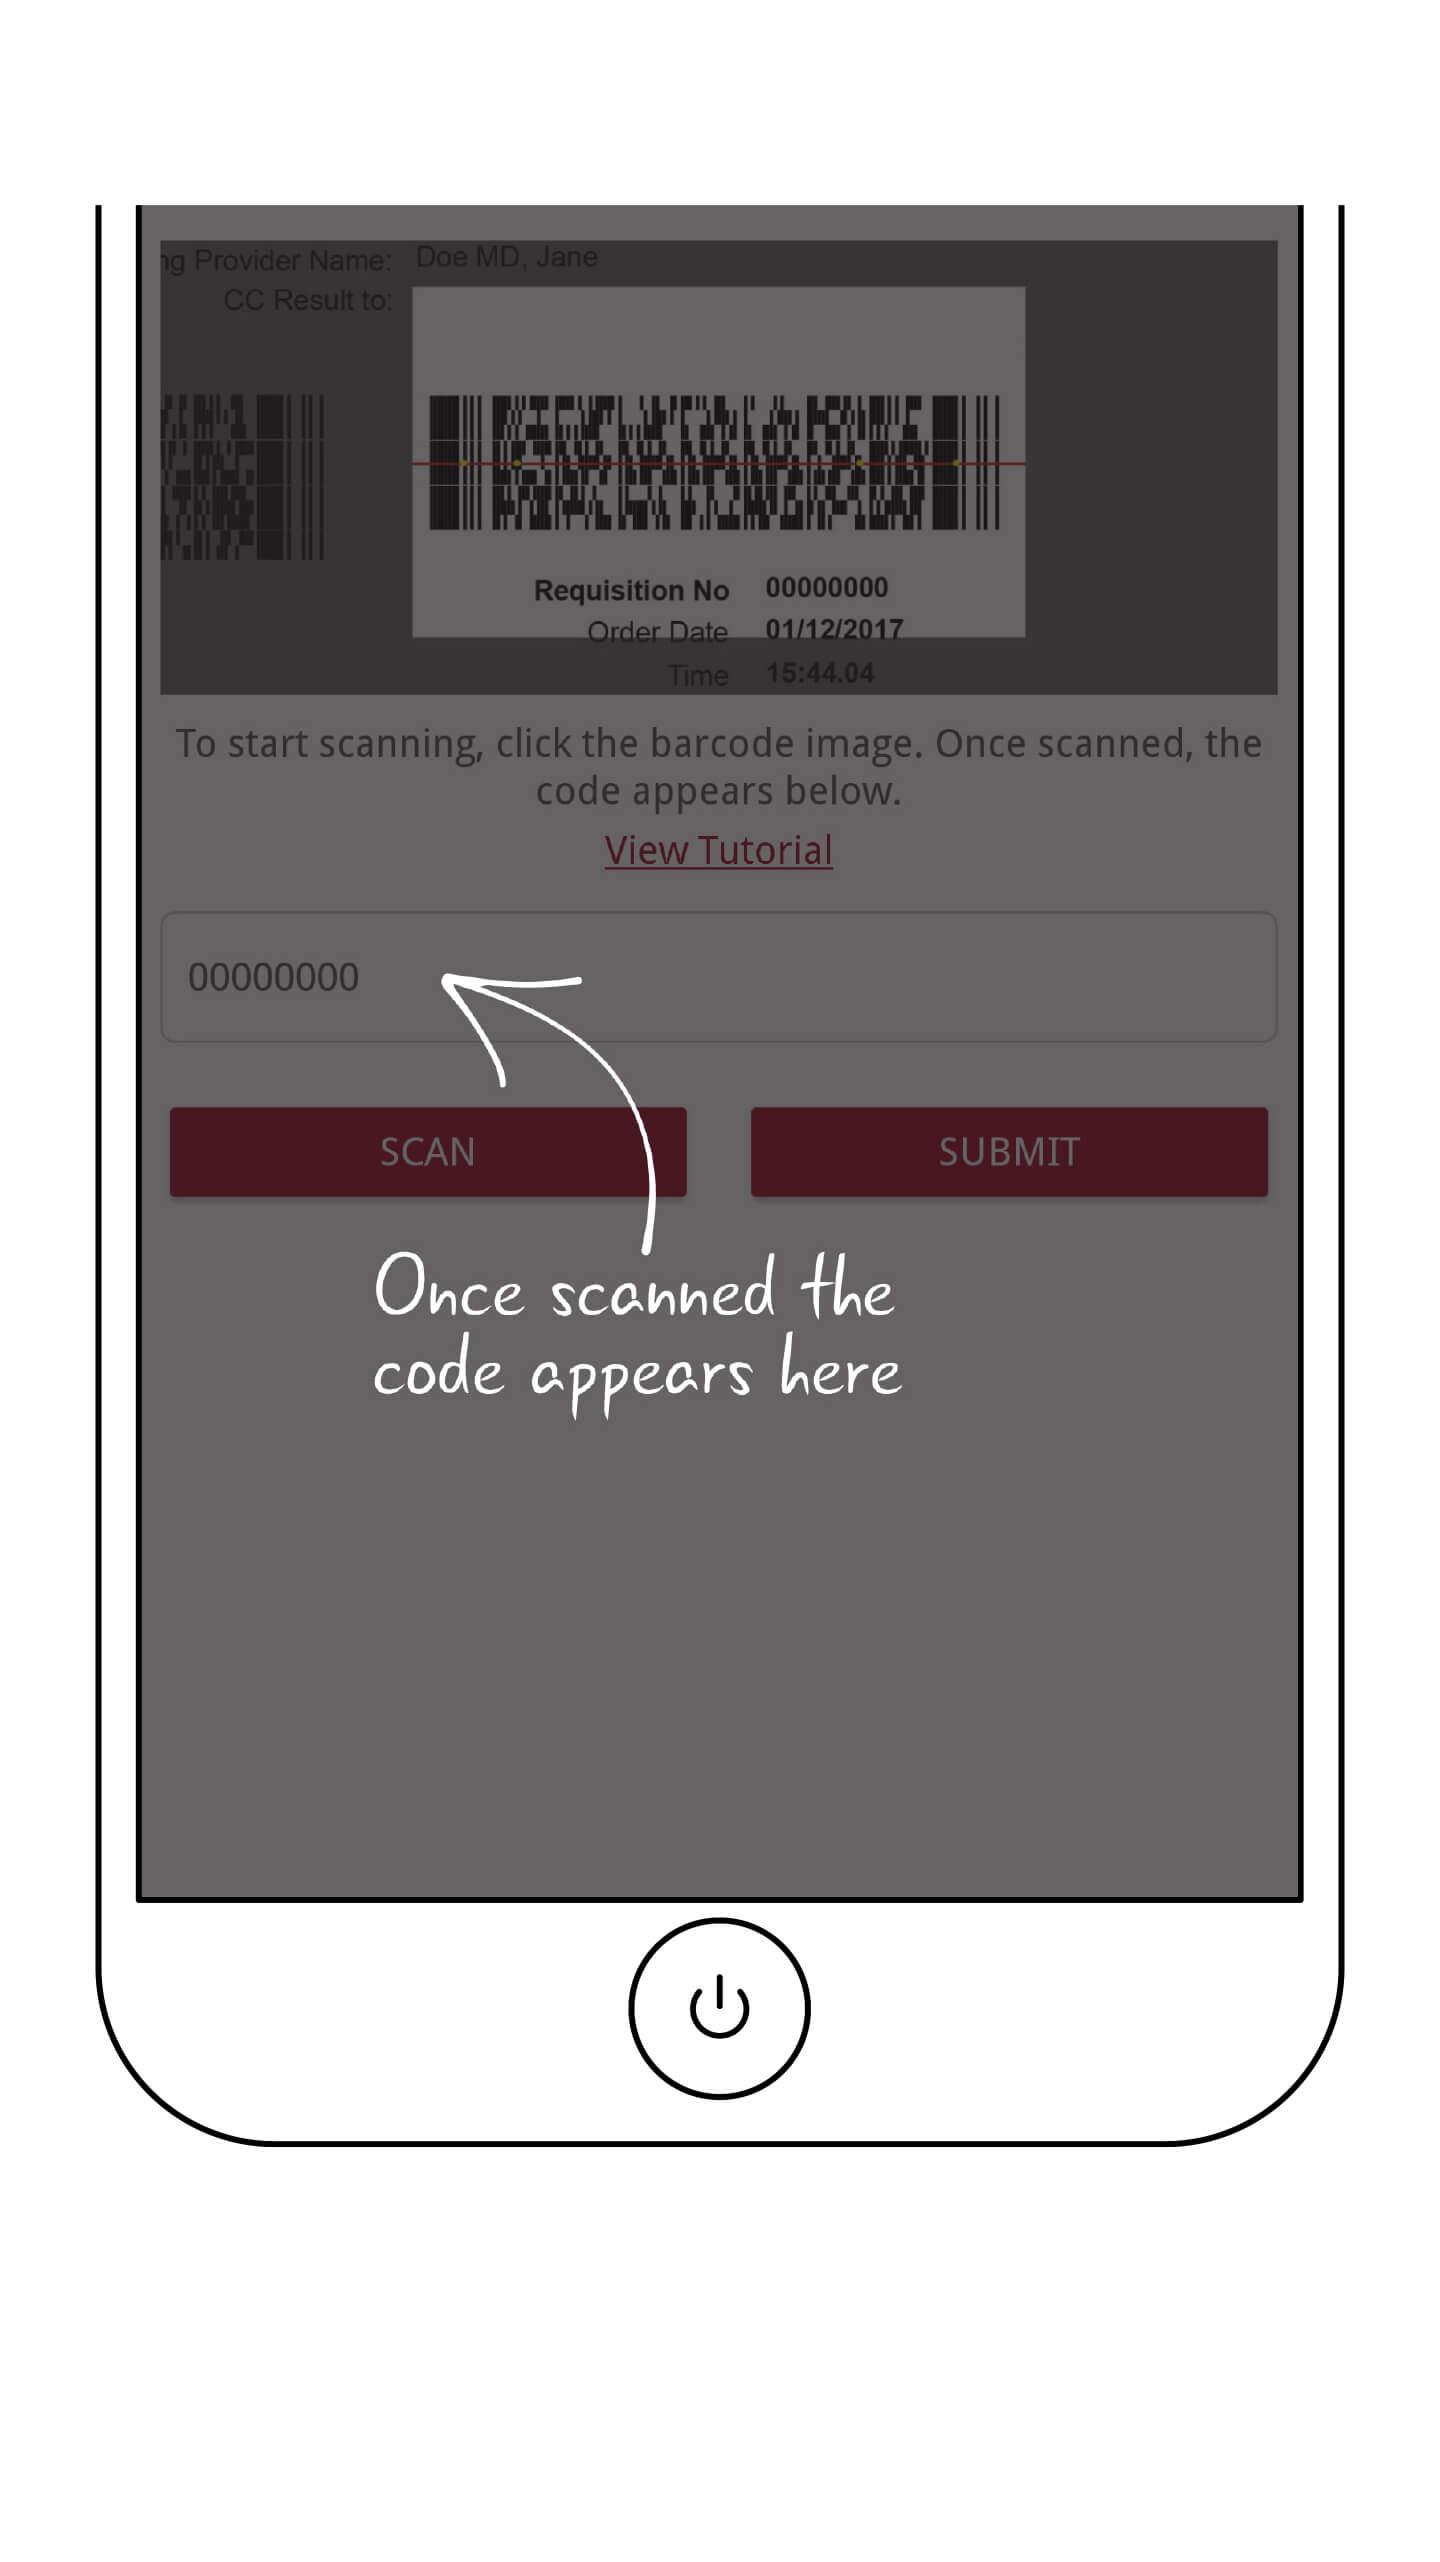 ng Provider Name: Doe MD, Jane
CC Result to:
Requisition No 00000000
Order Date 01/12/2017
Time 15:44.04
To start scanning, click the barcode image. Once scanned, the
code appears below.
View Tutorial
00000000
SCAN SUBMIT
Once scanned the
code appears here